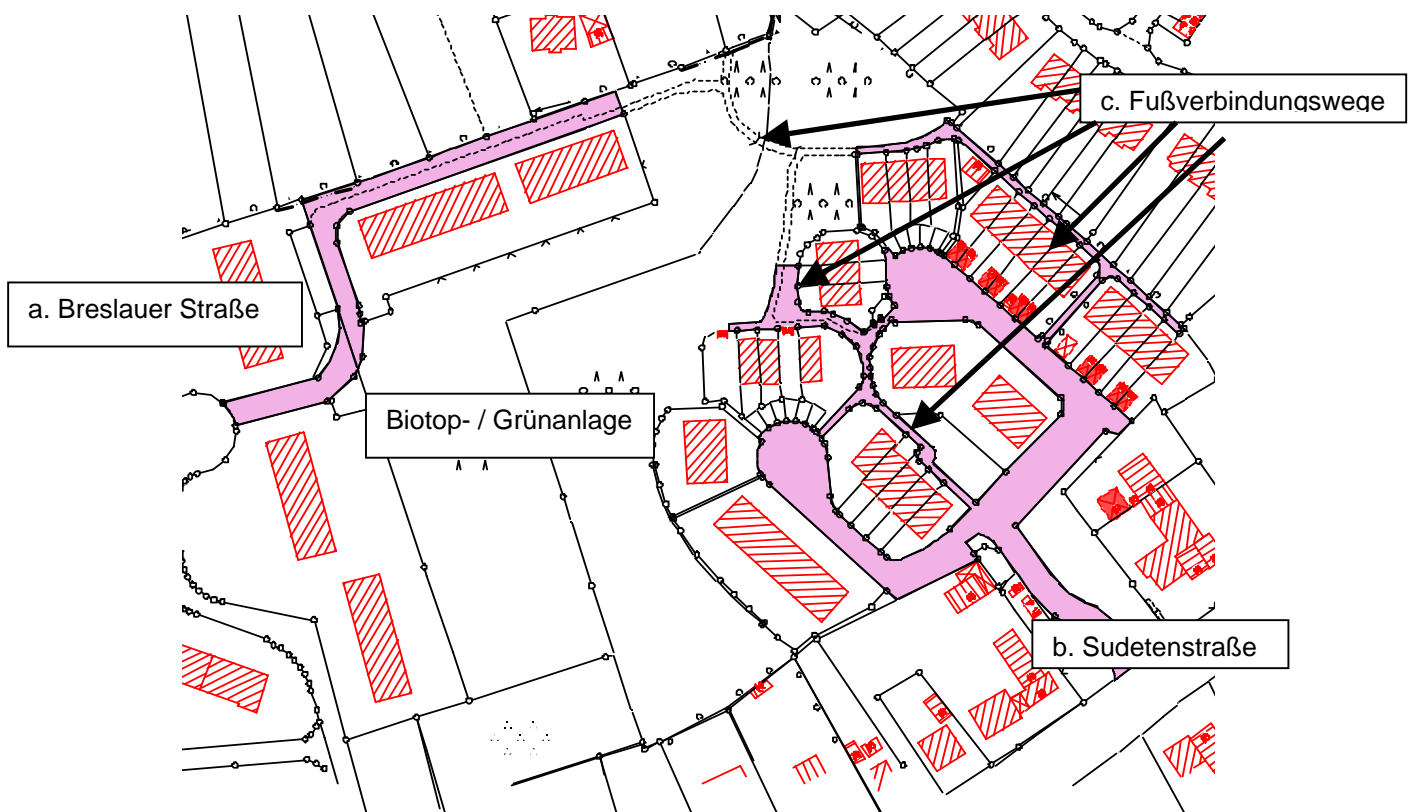 c. Fußverbindungswege
a. Breslauer Straße
Biotop- / Grünanlage
b. Sudetenstraße